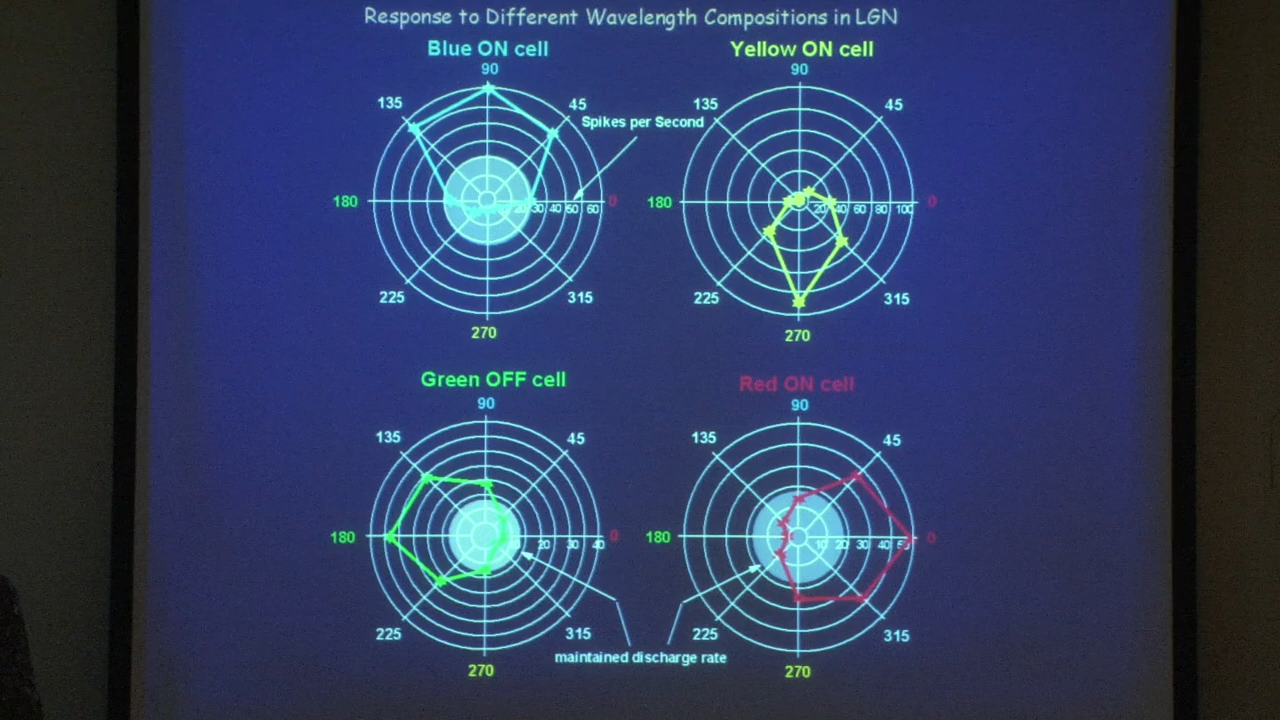 Response to Different Wavelength Compositions in LGN
Blue ON cell
90
135
45
Spikes per Second
180
20 30 40 50 60
0
225
315
270
Yellow ON cell
90
135
45
180
20 40 60 80 100
0
225
315
270
Green OFF cell
90
135
45
180
20 30 40
0
225
315
270
Red ON cell
90
135
45
180
10 20 30 40
0
225
315
270
maintained discharge rate